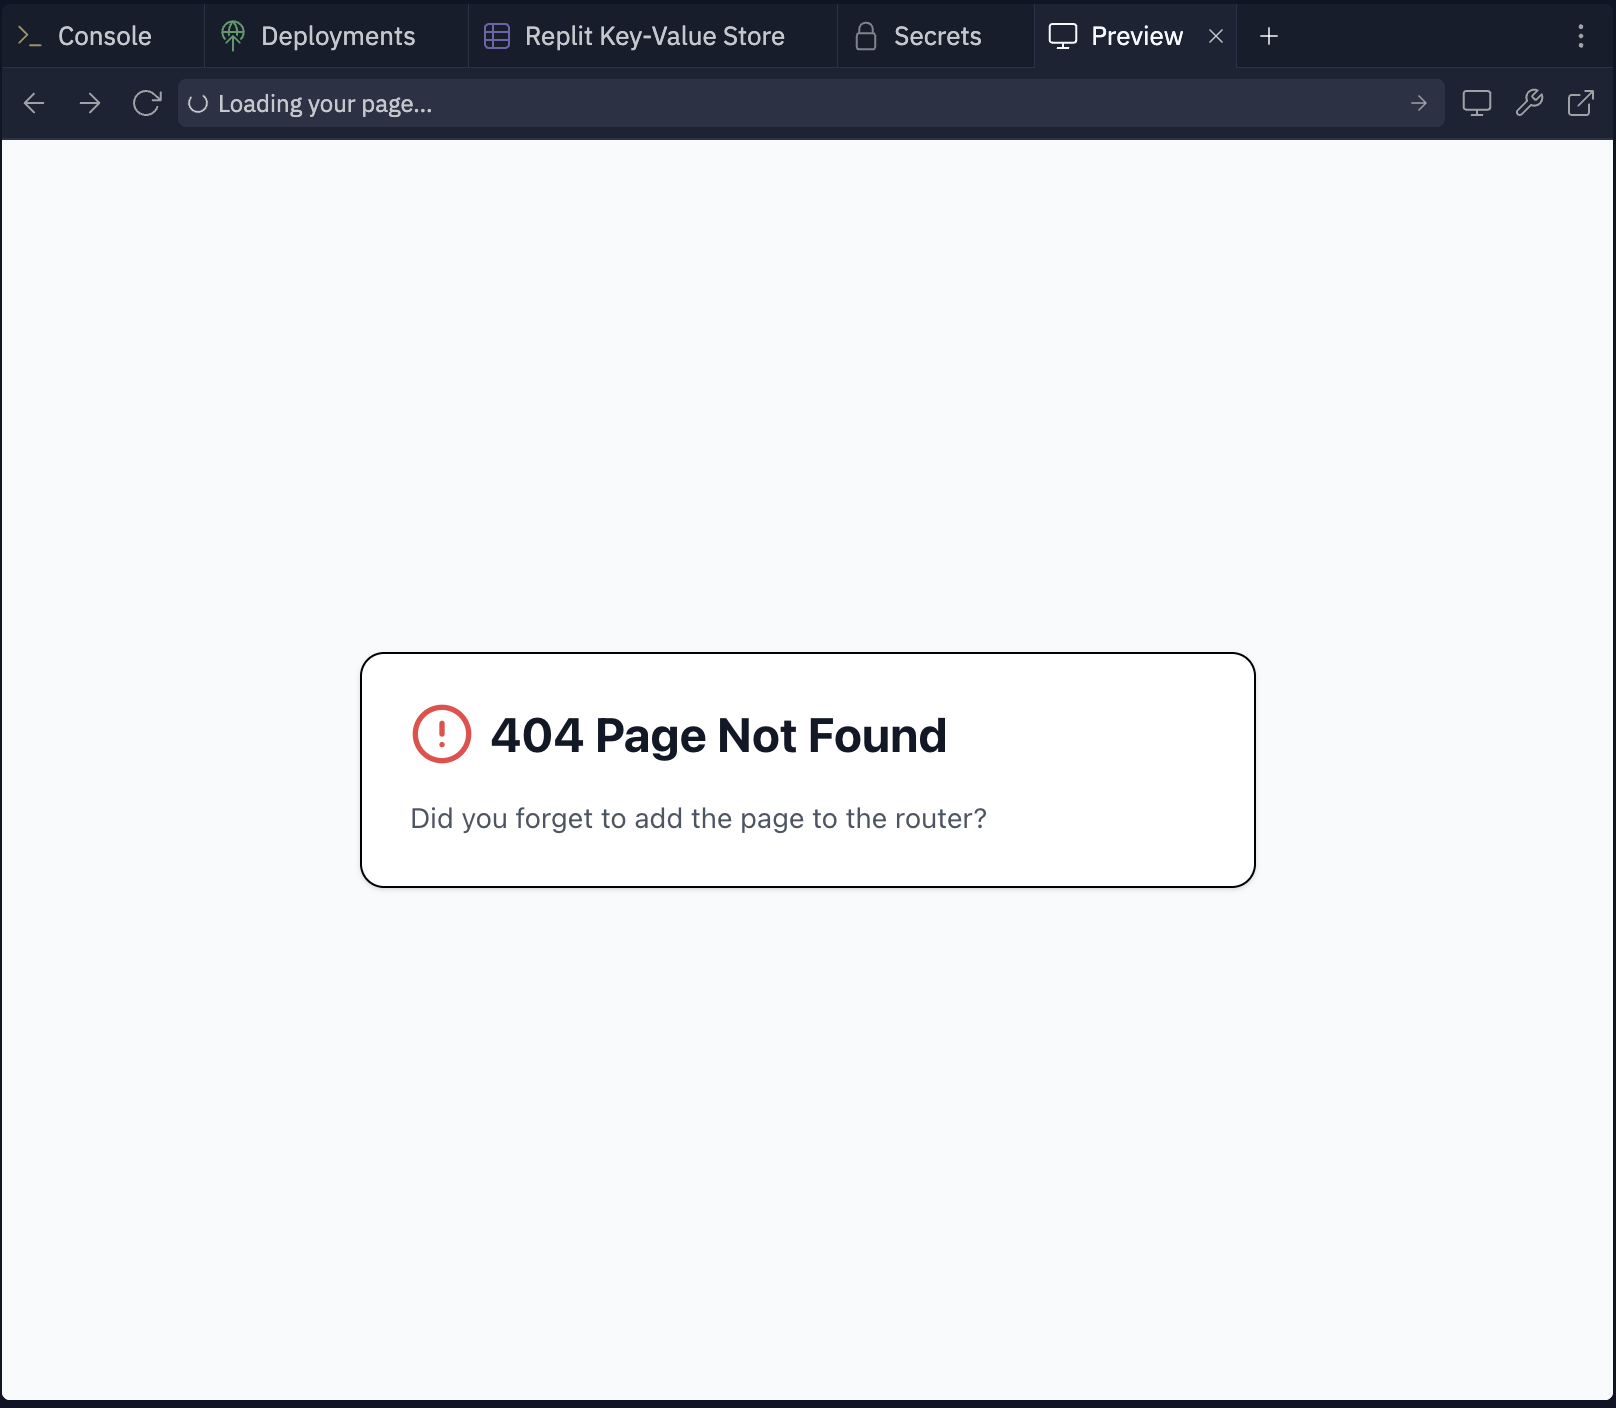 Console
Deployments
Replit Key-Value Store
Secrets
Preview
Loading your page...
404 Page Not Found
Did you forget to add the page to the router?